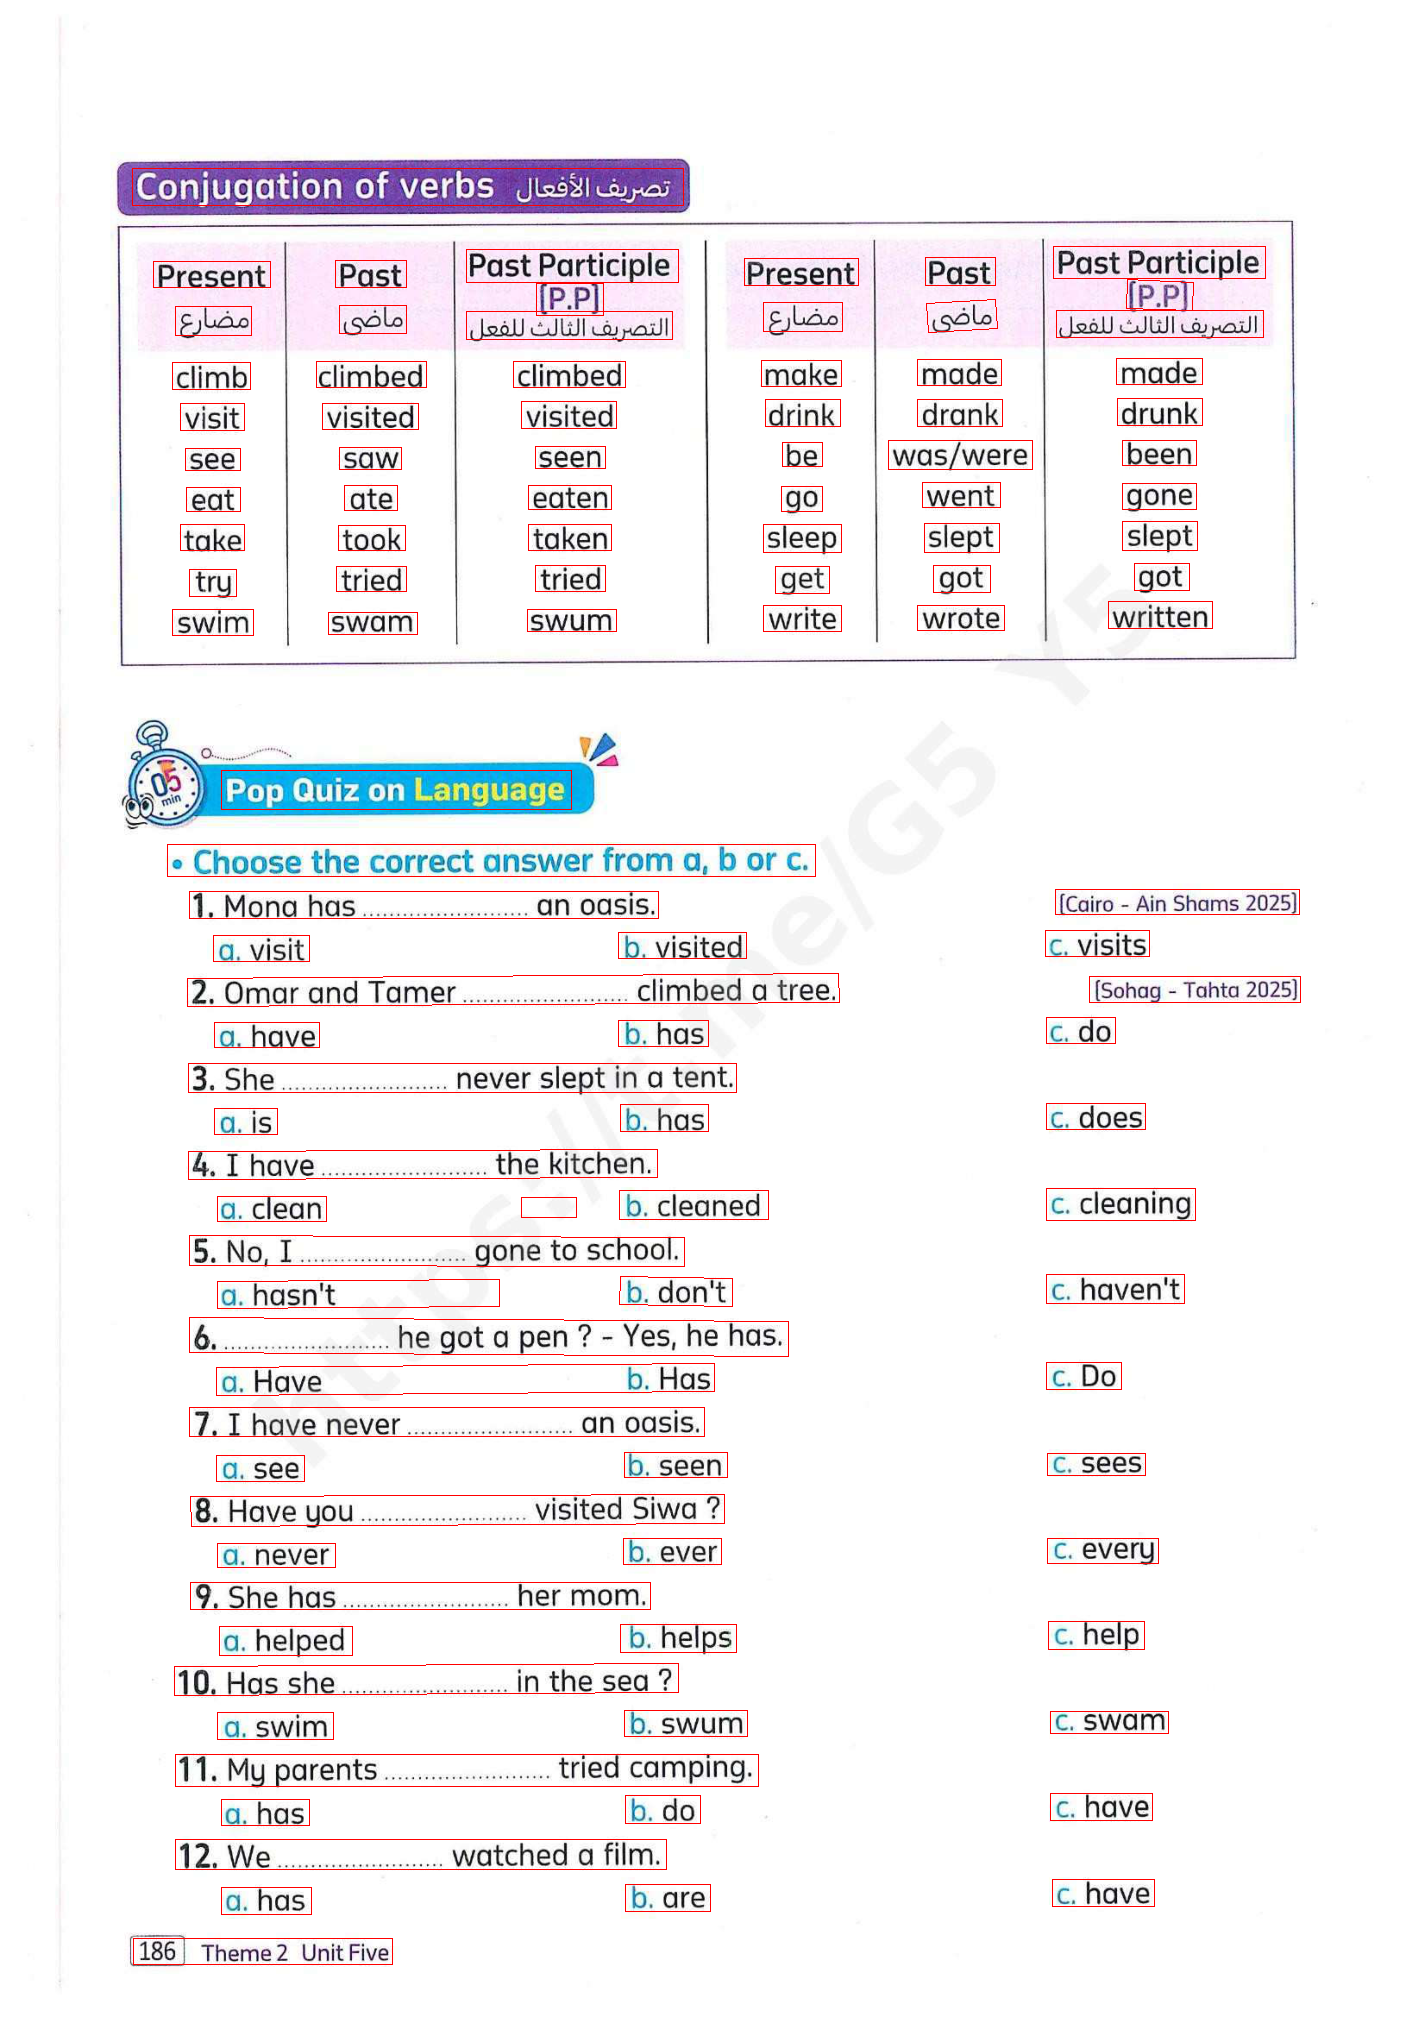 Conjugation of verbs تصريف الأفعال
Present Past Past Participle Present Past Past Participle
[P.P] [P.P]
مضارع ماضى التصريف الثالث للفعل مضارع ماضى التصريف الثالث للفعل
climb climbed climbed make made made
visit visited visited drink drank drunk
see saw seen be was/were been
eat ate eaten go went gone
take took taken sleep slept slept
try tried tried get got got
swim swam swum write wrote written
05
min
Pop Quiz on Language
• Choose the correct answer from a, b or c.
1. Mona has ......................... an oasis. [Cairo - Ain Shams 2025]
a. visit b. visited c. visits
2. Omar and Tamer ......................... climbed a tree. [Sohag - Tahta 2025]
a. have b. has c. do
3. She ......................... never slept in a tent.
a. is b. has c. does
4. I have ......................... the kitchen.
a. clean b. cleaned c. cleaning
5. No, I ......................... gone to school.
a. hasn't b. don't c. haven't
6. ......................... he got a pen ? - Yes, he has.
a. Have b. Has c. Do
7. I have never ......................... an oasis.
a. see b. seen c. sees
8. Have you ......................... visited Siwa ?
a. never b. ever c. every
9. She has ......................... her mom.
a. helped b. helps c. help
10. Has she ......................... in the sea ?
a. swim b. swum c. swam
11. My parents ......................... tried camping.
a. has b. do c. have
12. We ......................... watched a film.
a. has b. are c. have
186 Theme 2 Unit Five
https://t.me/G5 Y5